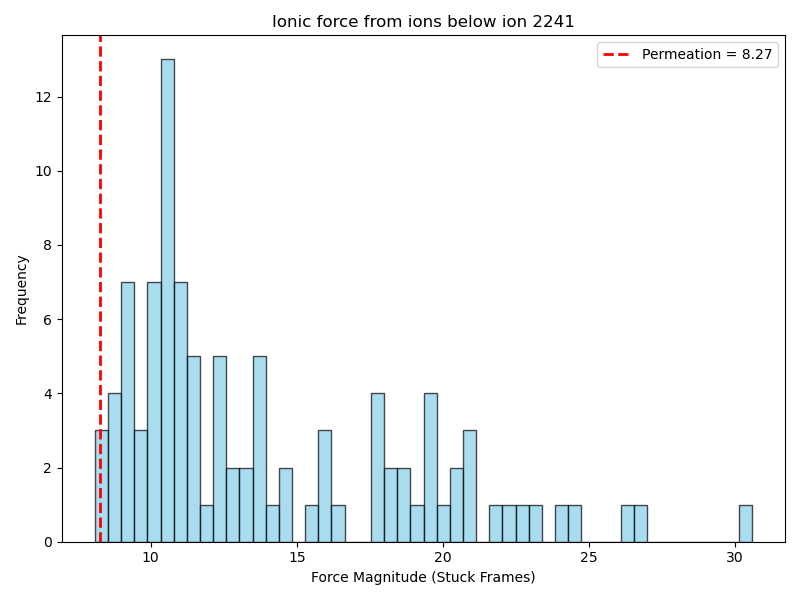 Ionic force from ions below ion 2241
Permeation = 8.27
Frequency
12
10
8
6
4
2
0
10 15 20 25 30
Force Magnitude (Stuck Frames)